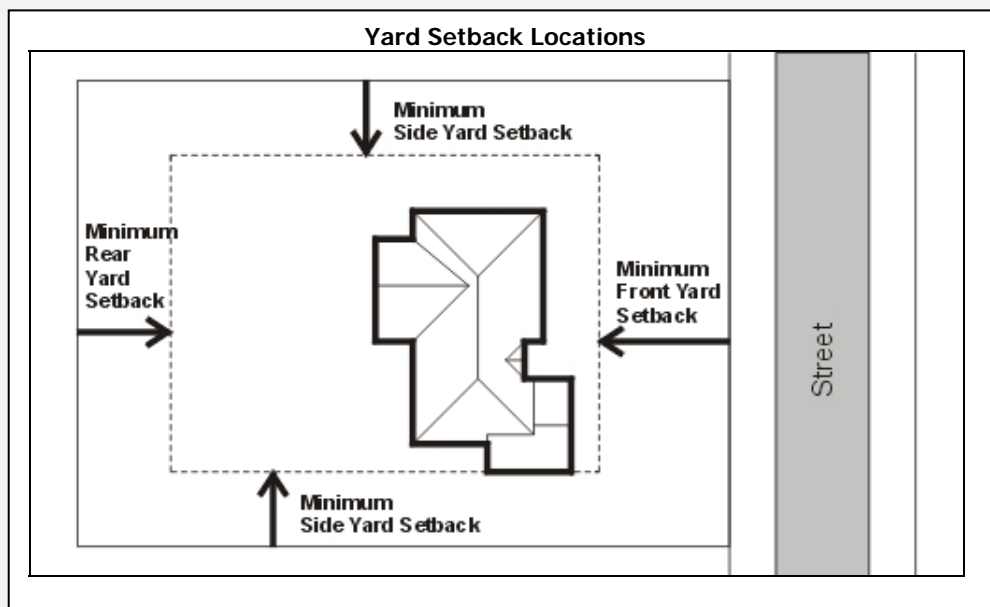 Yard Setback Locations
Minimum
Side Yard Setback
Minimum
Rear
Yard
Setback
Minimum
Front Yard
Setback
Street
Minimum
Side Yard Setback